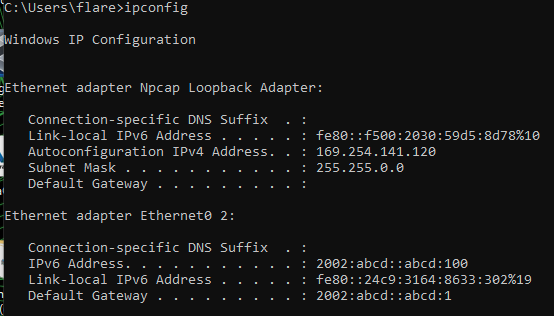 C:\Users\flare>ipconfig
Windows IP Configuration
Ethernet adapter Npcap Loopback Adapter:
Connection-specific DNS Suffix  . :
Link-local IPv6 Address . . . . . : fe80::f500:2030:59d5:8d78%10
Autoconfiguration IPv4 Address. . : 169.254.141.120
Subnet Mask . . . . . . . . . . . : 255.255.0.0
Default Gateway . . . . . . . . . :
Ethernet adapter Ethernet0 2:
Connection-specific DNS Suffix  . :
IPv6 Address. . . . . . . . . . . : 2002:abcd::abcd:100
Link-local IPv6 Address . . . . . : fe80::24c9:3164:8633:302%19
Default Gateway . . . . . . . . . : 2002:abcd::abcd:1